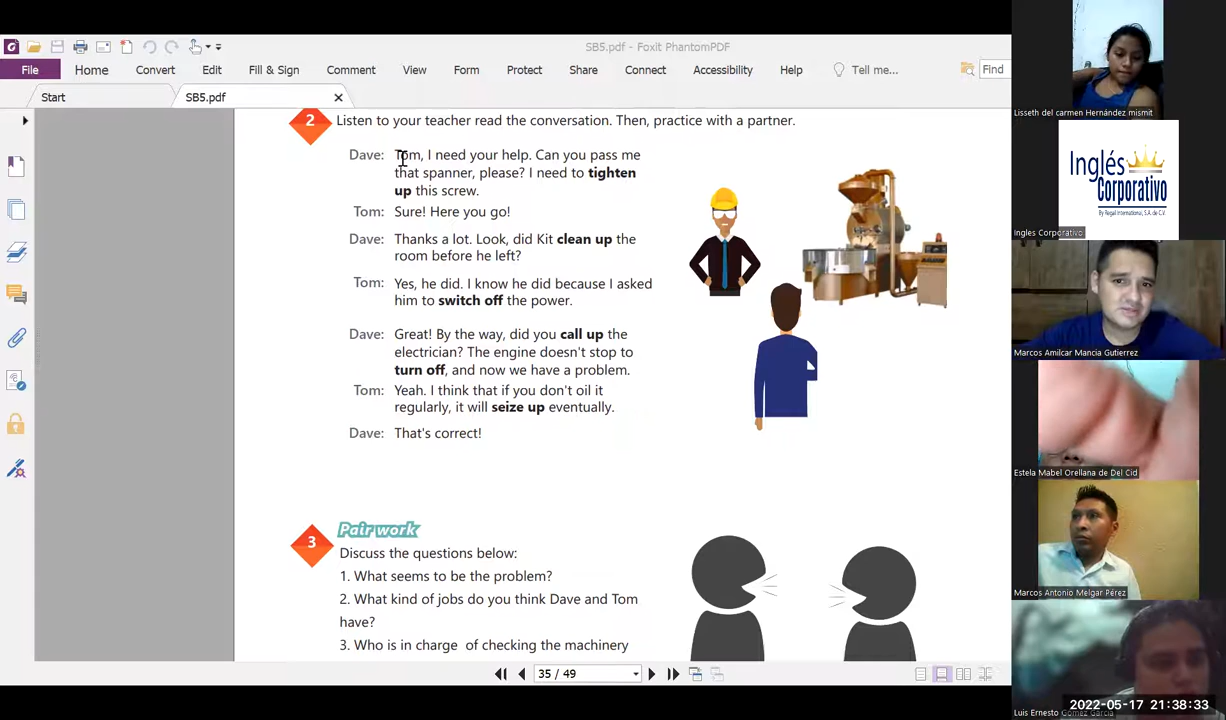 SB5.pdf - Foxit PhantomPDF
File Home Convert Edit Fill & Sign Comment View Form Protect Share Connect Accessibility Help Tell me... Find
Start SB5.pdf
2 Listen to your teacher read the conversation. Then, practice with a partner.
Dave: Tom, I need your help. Can you pass me
that spanner, please? I need to tighten
up this screw.
Tom: Sure! Here you go!
Dave: Thanks a lot. Look, did Kit clean up the
room before he left?
Tom: Yes, he did. I know he did because I asked
him to switch off the power.
Dave: Great! By the way, did you call up the
electrician? The engine doesn't stop to
turn off, and now we have a problem.
Tom: Yeah. I think that if you don't oil it
regularly, it will seize up eventually.
Dave: That's correct!
3 Pair work
Discuss the questions below:
1. What seems to be the problem?
2. What kind of jobs do you think Dave and Tom
have?
3. Who is in charge of checking the machinery
35 / 49
Lisseth del carmen Hernández mismit
Inglés
Corporativo
By Regal International, S.A. de C.V.
Ingles Corporativo
Marcos Amilcar Mancia Gutierrez
Estela Mabel Orellana de Del Cid
Marcos Antonio Melgar Pérez
2022-05-17 21:38:33
Luis Ernesto Gomez Garcia